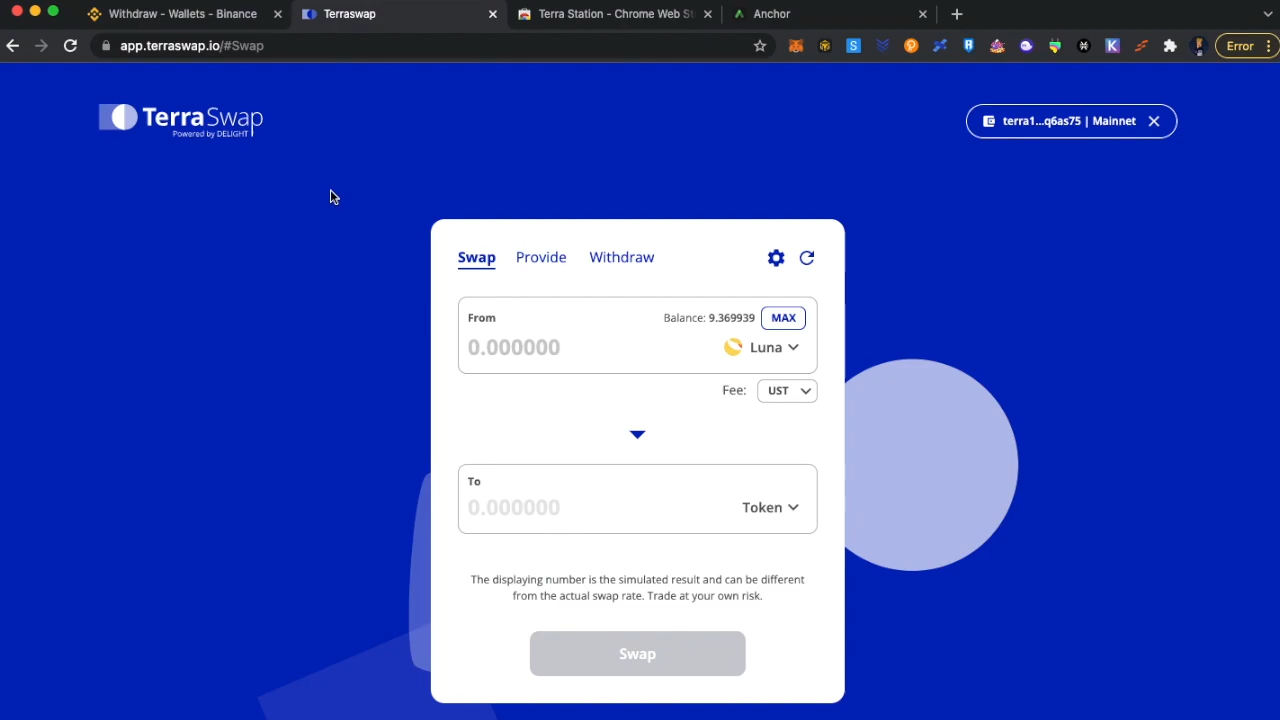 Withdraw - Wallets - Binance
Terraswap
Terra Station - Chrome Web St
Anchor
app.terraswap.io/#Swap
Error
TerraSwap
Powered by DELIGHT
terra1...q6as75 | Mainnet
Swap Provide Withdraw
From
Balance: 9.369939 MAX
0.000000
Luna
Fee: UST
To
0.000000
Token
The displaying number is the simulated result and can be different
from the actual swap rate. Trade at your own risk.
Swap